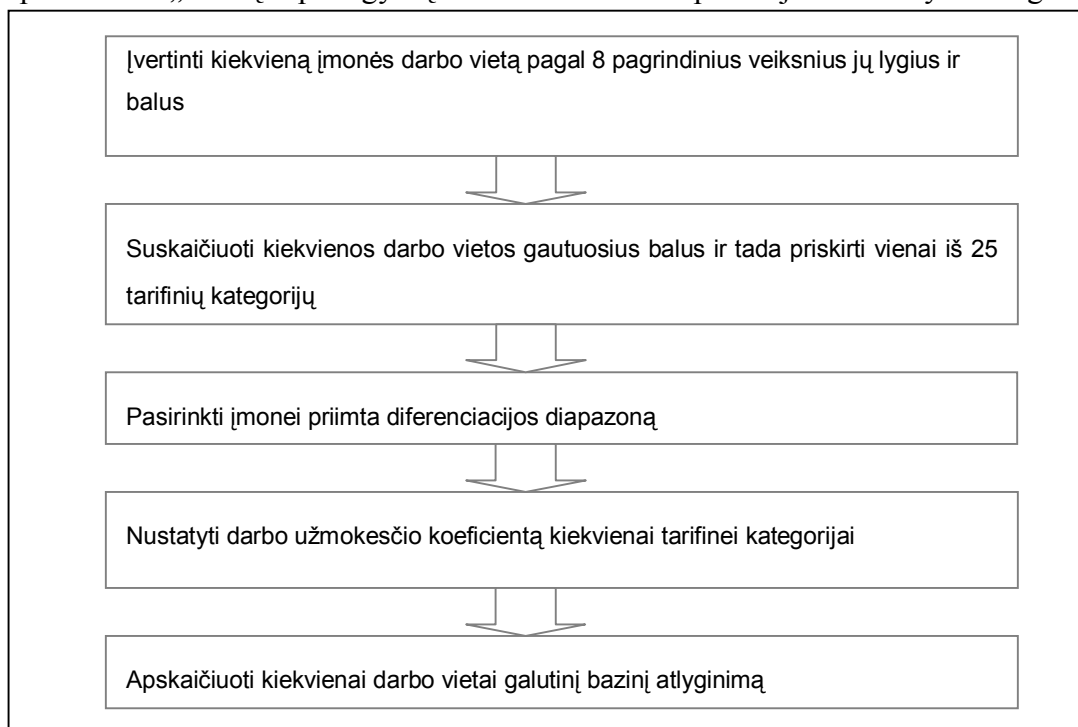 Įvertinti kiekvieną įmonės darbo vietą pagal 8 pagrindinius veiksnius jų lygius ir
balus
Suskaičiuoti kiekvienos darbo vietos gautuosius balus ir tada priskirti vienai iš 25
tarifinių kategorijų
Pasirinkti įmonei priimta diferenciacijos diapazoną
Nustatyti darbo užmokesčio koeficientą kiekvienai tarifinei kategorijai
Apskaičiuoti kiekvienai darbo vietai galutinį bazinį atlyginimą